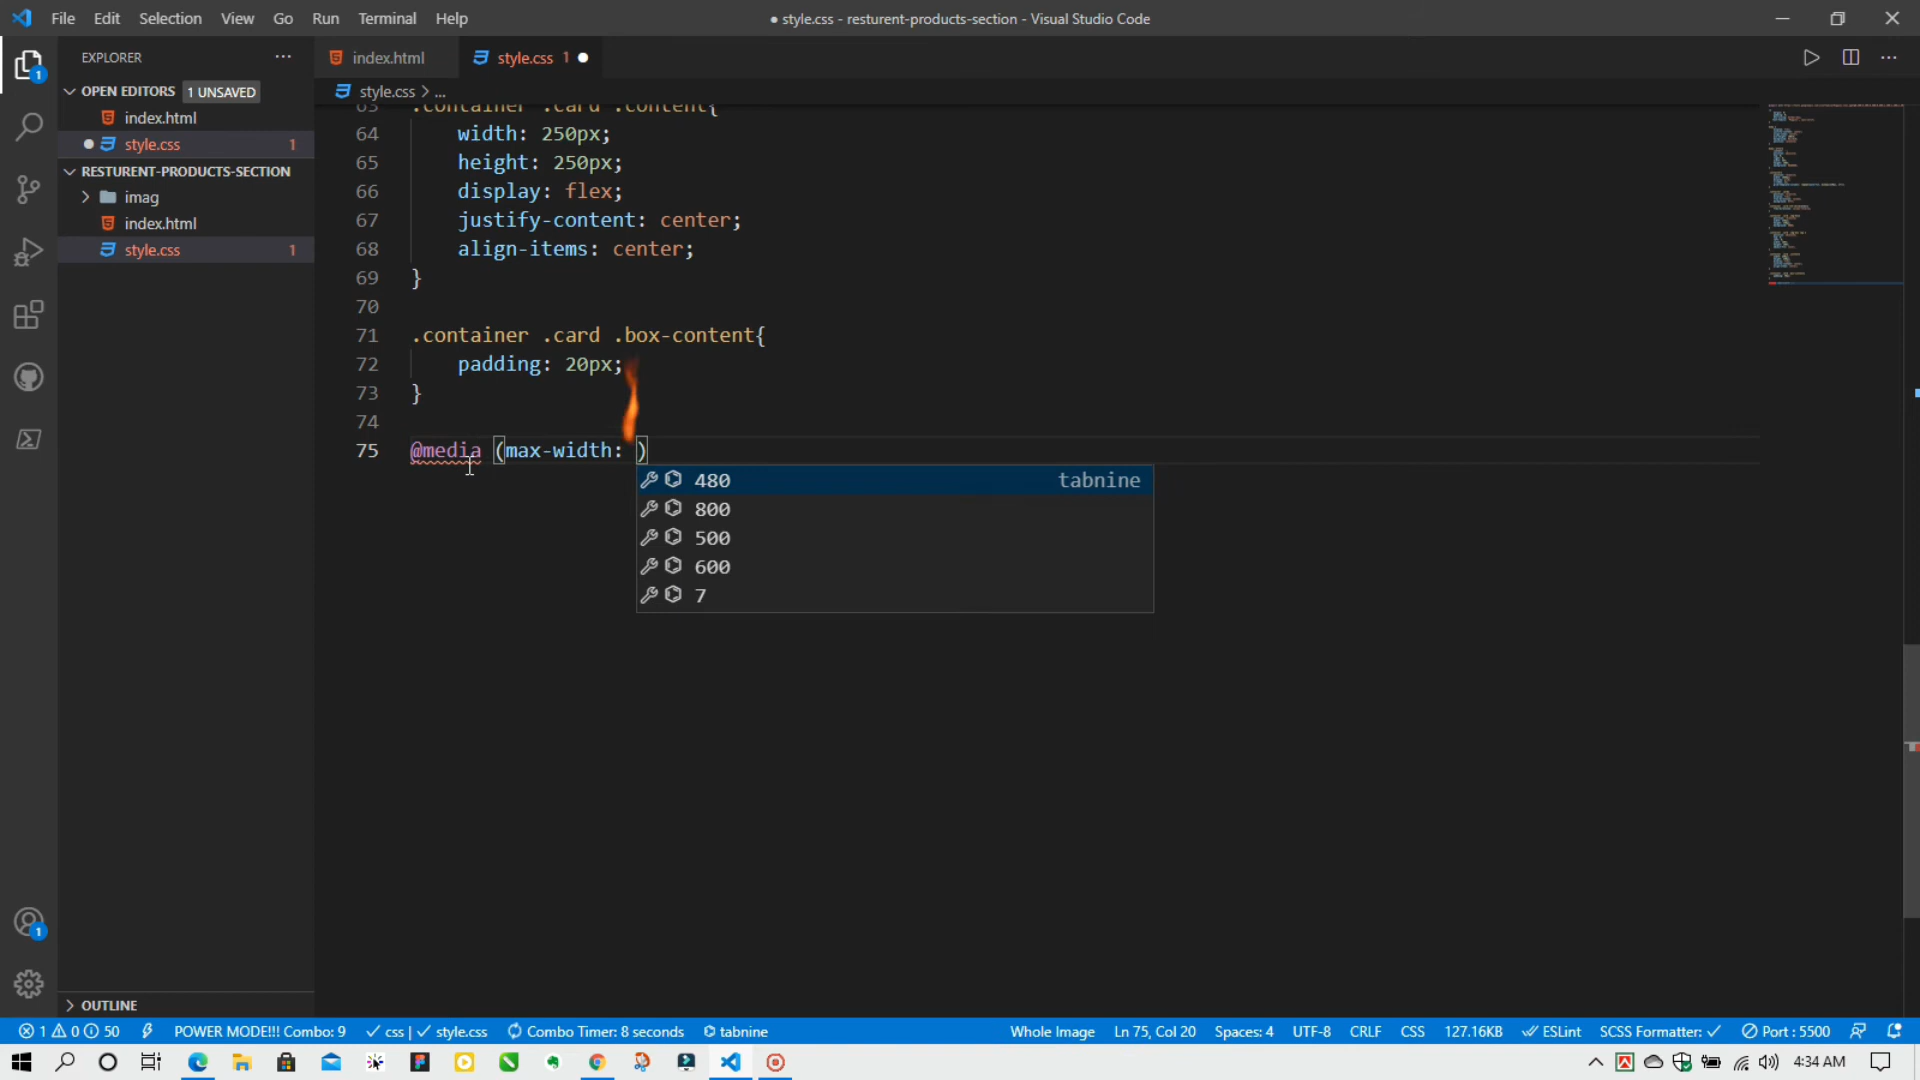 File Edit Selection View Go Run Terminal Help
● style.css - resturent-products-section - Visual Studio Code
EXPLORER
OPEN EDITORS 1 UNSAVED
index.html
style.css 1
RESTURENT-PRODUCTS-SECTION
imag
index.html
style.css 1
OUTLINE
index.html
style.css 1
style.css > ...
63 .container .card .content{
64 width: 250px;
65 height: 250px;
66 display: flex;
67 justify-content: center;
68 align-items: center;
69 }
70
71 .container .card .box-content{
72 padding: 20px;
73 }
74
75 @media (max-width: )
480 tabnine
800
500
600
7
1
1
1 0 50 POWER MODE!!! Combo: 9 css | style.css Combo Timer: 8 seconds tabnine Whole Image Ln 75, Col 20 Spaces: 4 UTF-8 CRLF CSS 127.16KB ESLint SCSS Formatter: Port : 5500
4:34 AM